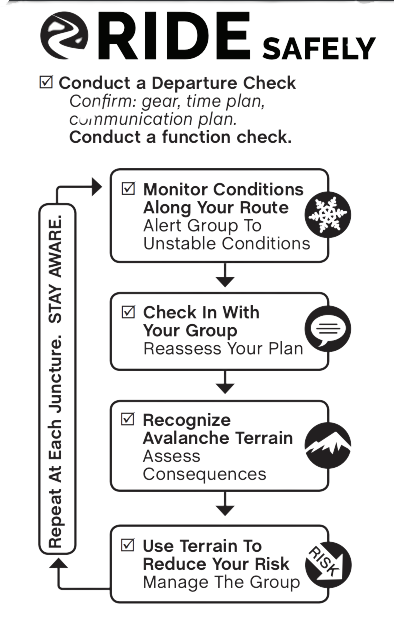 RIDE SAFELY
☑ Conduct a Departure Check
Confirm: gear, time plan,
communication plan.
Conduct a function check.
☑ Monitor Conditions
Along Your Route
Alert Group To
Unstable Conditions
☑ Check In With
Your Group
Reassess Your Plan
☑ Recognize
Avalanche Terrain
Assess
Consequences
☑ Use Terrain To
Reduce Your Risk
Manage The Group
RISK
Repeat At Each Juncture. STAY AWARE.